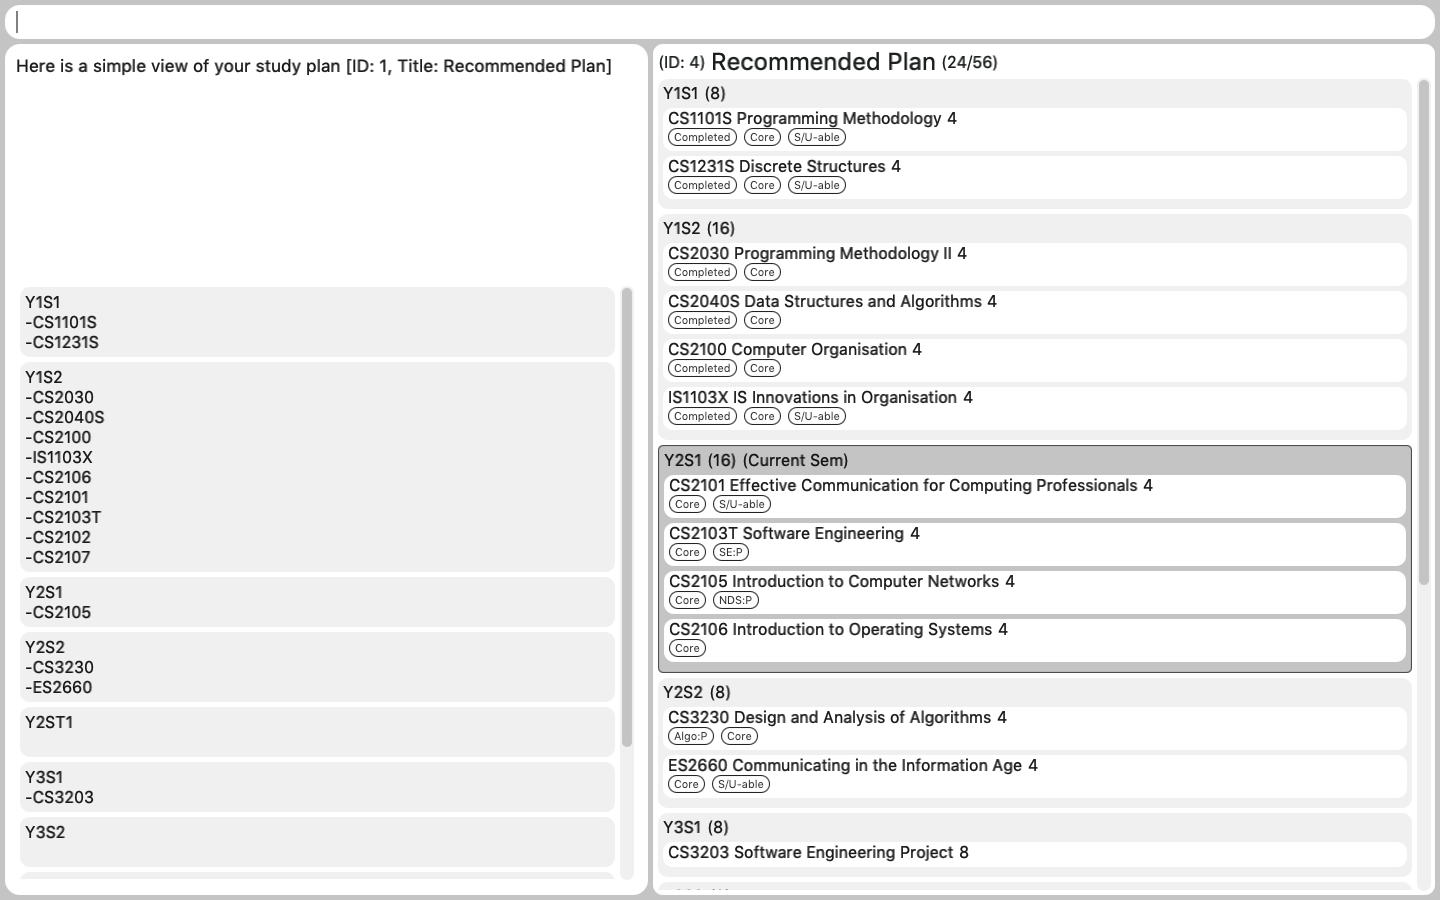 Here is a simple view of your study plan [ID: 1, Title: Recommended Plan]
Y1S1
-CS1101S
-CS1231S
Y1S2
-CS2030
-CS2040S
-CS2100
-IS1103X
-CS2106
-CS2101
-CS2103T
-CS2102
-CS2107
Y2S1
-CS2105
Y2S2
-CS3230
-ES2660
Y2ST1
Y3S1
-CS3203
Y3S2
(ID: 4) Recommended Plan (24/56)
Y1S1 (8)
CS1101S Programming Methodology 4
Completed Core S/U-able
CS1231S Discrete Structures 4
Completed Core S/U-able
Y1S2 (16)
CS2030 Programming Methodology II 4
Completed Core
CS2040S Data Structures and Algorithms 4
Completed Core
CS2100 Computer Organisation 4
Completed Core
IS1103X IS Innovations in Organisation 4
Completed Core S/U-able
Y2S1 (16) (Current Sem)
CS2101 Effective Communication for Computing Professionals 4
Core S/U-able
CS2103T Software Engineering 4
Core SE:P
CS2105 Introduction to Computer Networks 4
Core NDS:P
CS2106 Introduction to Operating Systems 4
Core
Y2S2 (8)
CS3230 Design and Analysis of Algorithms 4
Algo:P Core
ES2660 Communicating in the Information Age 4
Core S/U-able
Y3S1 (8)
CS3203 Software Engineering Project 8